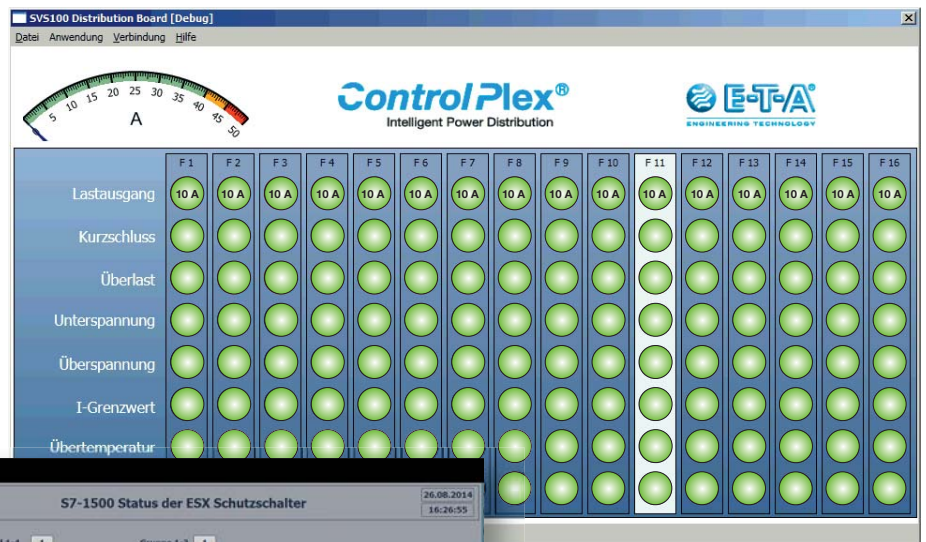 SVS100 Distribution Board [Debug]
Datei Anwendung Verbindung Hilfe
5 10 15 20 25 30 35 40 45 50
A
ControlPlex®
Intelligent Power Distribution
E-T-A®
ENGINEERING TECHNOLOGY
F 1 F 2 F 3 F 4 F 5 F 6 F 7 F 8 F 9 F 10 F 11 F 12 F 13 F 14 F 15 F 16
Lastausgang 10 A 10 A 10 A 10 A 10 A 10 A 10 A 10 A 10 A 10 A 10 A 10 A 10 A 10 A 10 A 10 A
Kurzschluss
Überlast
Unterspannung
Überspannung
I-Grenzwert
Übertemperatur
S7-1500 Status der ESX Schutzschalter
26.08.2014
16:26:55